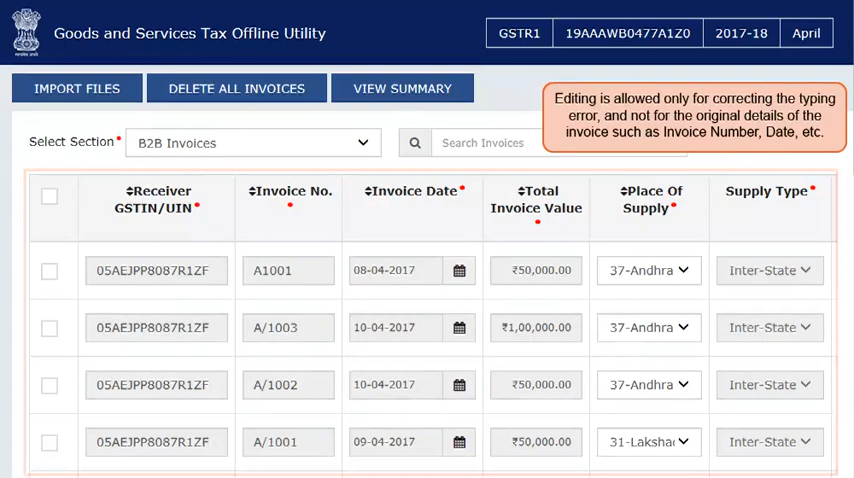 Goods and Services Tax Offline Utility
GSTR1 19AAAWB0477A1Z0 2017-18 April
IMPORT FILES DELETE ALL INVOICES VIEW SUMMARY
Editing is allowed only for correcting the typing
error, and not for the original details of the
invoice such as Invoice Number, Date, etc.
Select Section* B2B Invoices Search Invoices
Receiver GSTIN/UIN* Invoice No.* Invoice Date* Total Invoice Value* Place Of Supply* Supply Type*
05AEJPP8087R1ZF A1001 08-04-2017 ₹50,000.00 37-Andhra Inter-State
05AEJPP8087R1ZF A/1003 10-04-2017 ₹1,00,000.00 37-Andhra Inter-State
05AEJPP8087R1ZF A/1002 10-04-2017 ₹50,000.00 37-Andhra Inter-State
05AEJPP8087R1ZF A/1001 09-04-2017 ₹50,000.00 31-Laksha Inter-State